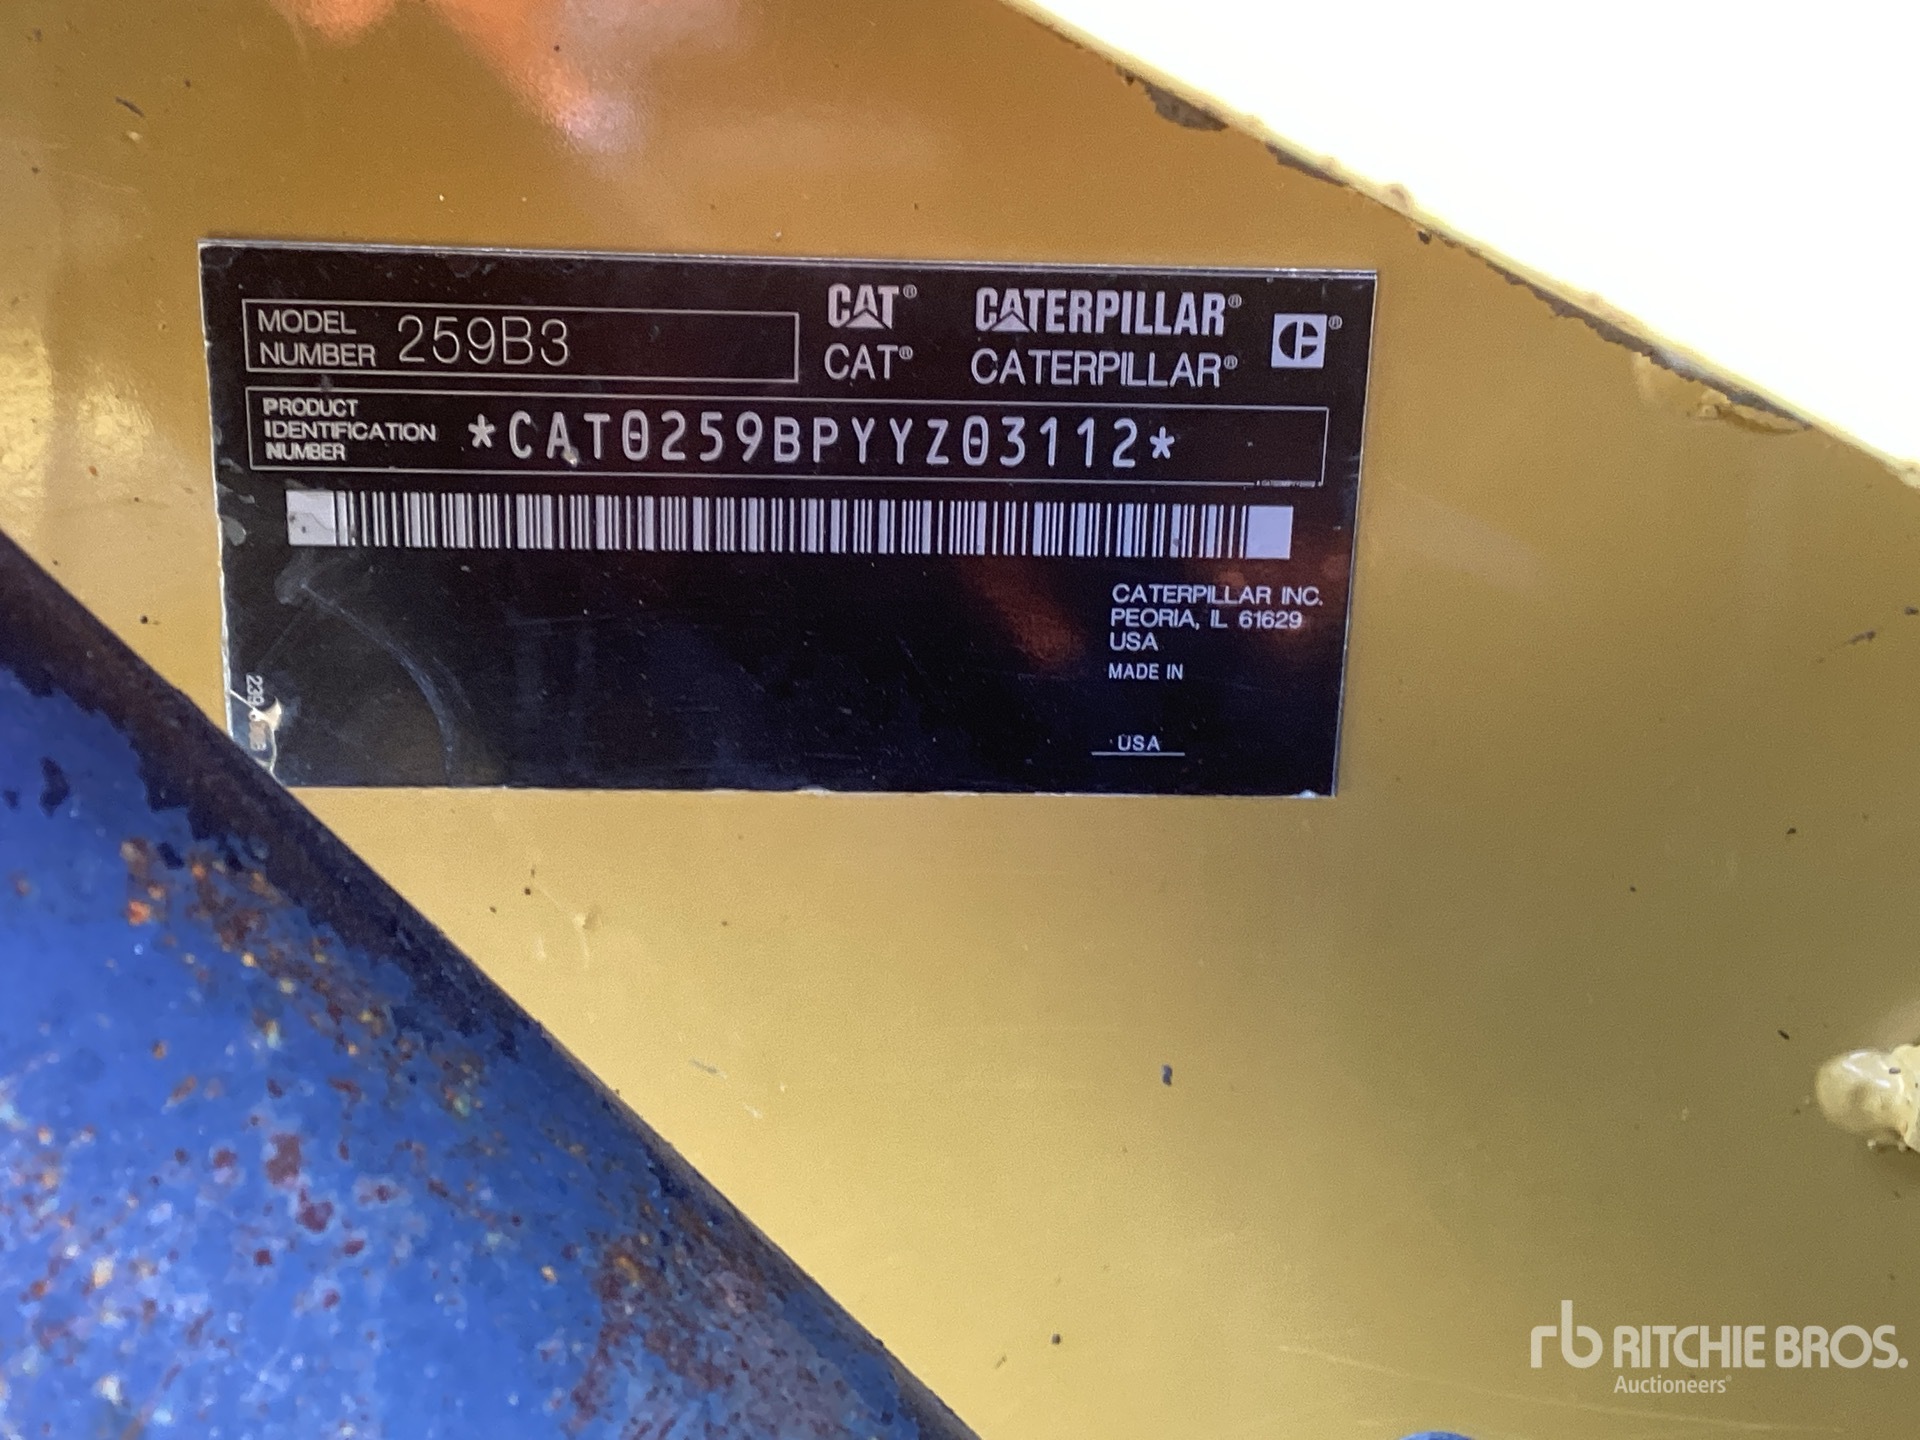 MODEL
NUMBER 259B3
CAT® CATERPILLAR®
CAT® CATERPILLAR®
PRODUCT
IDENTIFICATION
NUMBER
*CAT0259BPYYZ03112*
CATERPILLAR INC.
PEORIA, IL 61629
USA
MADE IN
USA
rb RITCHIE BROS.
Auctioneers